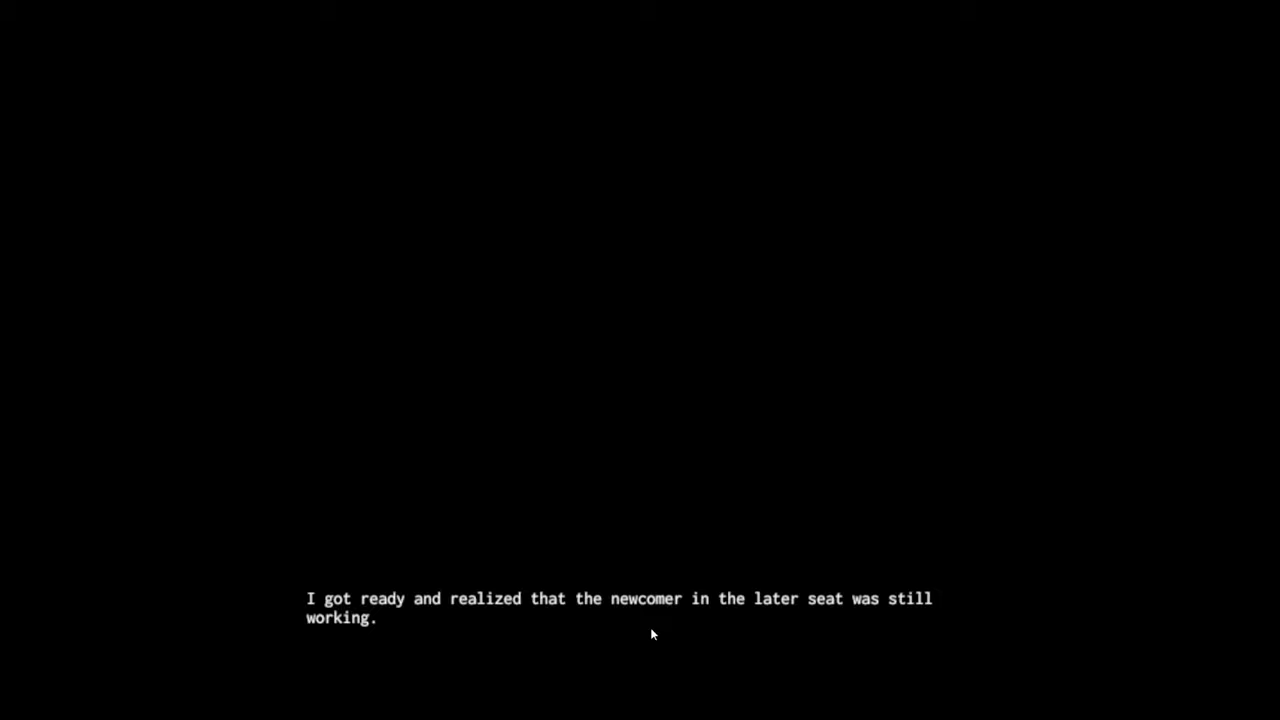 I got ready and realized that the newcomer in the later seat was still
working.